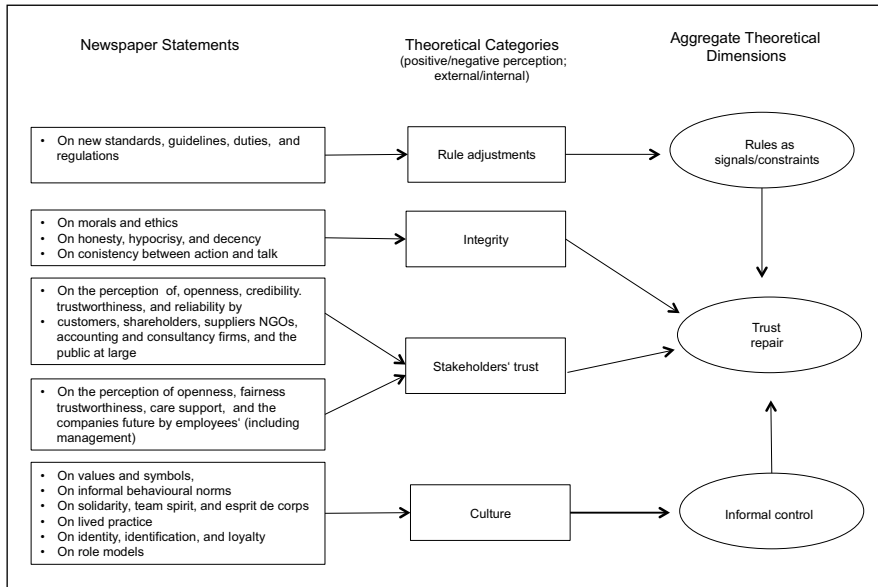 Newspaper Statements
Theoretical Categories
(positive/negative perception;
external/internal)
Aggregate Theoretical
Dimensions
• On new standards, guidelines, duties, and
regulations
Rule adjustments
Rules as
signals/constraints
• On morals and ethics
• On honesty, hypocrisy, and decency
• On conistency between action and talk
Integrity
• On the perception of, openness, credibility.
trustworthiness, and reliability by
• customers, shareholders, suppliers NGOs,
accounting and consultancy firms, and the
public at large
Stakeholders‘ trust
Trust
repair
• On the perception of openness, fairness
trustworthiness, care support, and the
companies future by employees‘ (including
management)
• On values and symbols,
• On informal behavioural norms
• On solidarity, team spirit, and esprit de corps
• On lived practice
• On identity, identification, and loyalty
• On role models
Culture
Informal control